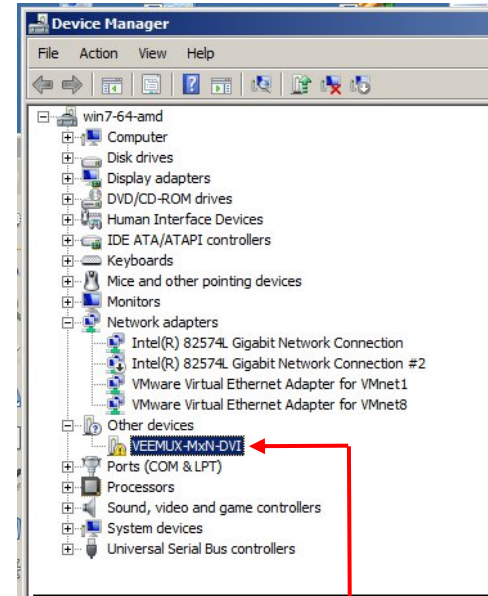 Device Manager
File Action View Help
win7-64-amd
Computer
Disk drives
Display adapters
DVD/CD-ROM drives
Human Interface Devices
IDE ATA/ATAPI controllers
Keyboards
Mice and other pointing devices
Monitors
Network adapters
Intel(R) 82574L Gigabit Network Connection
Intel(R) 82574L Gigabit Network Connection #2
VMware Virtual Ethernet Adapter for VMnet1
VMware Virtual Ethernet Adapter for VMnet8
Other devices
VEEMUX-MxN-DVI
Ports (COM & LPT)
Processors
Sound, video and game controllers
System devices
Universal Serial Bus controllers